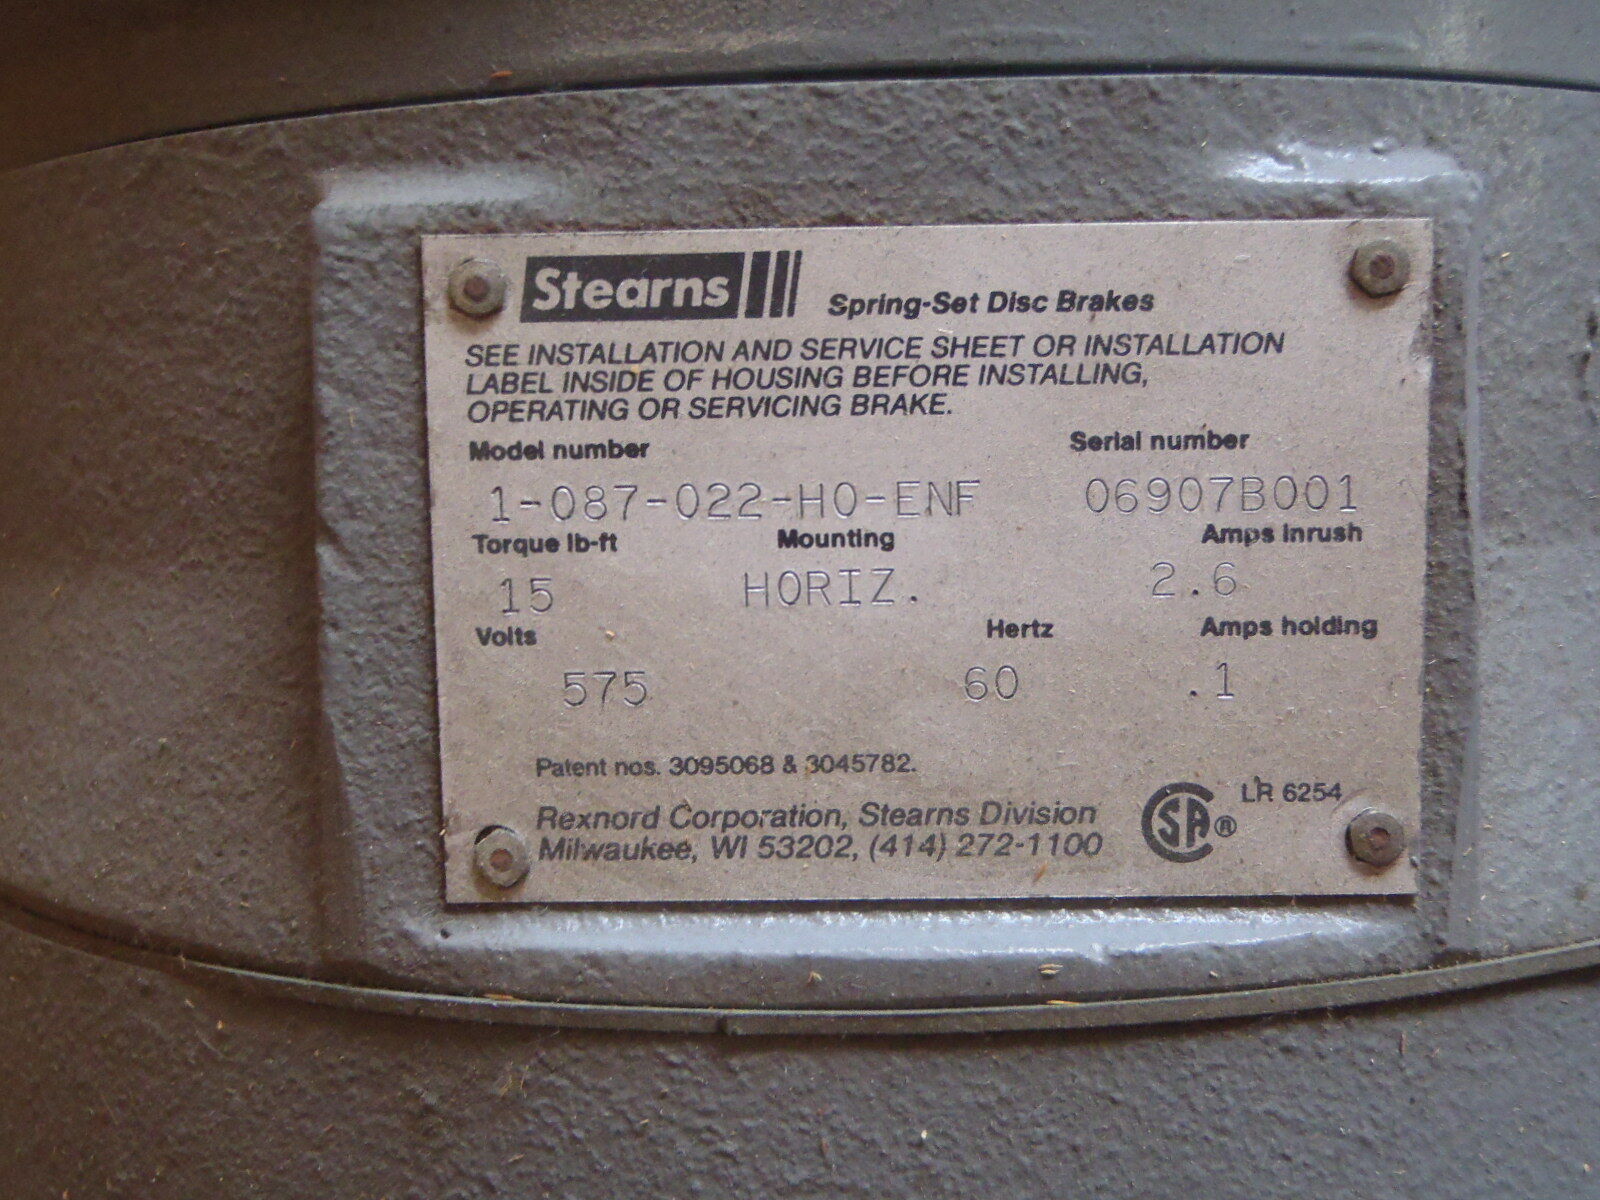 Stearns Spring-Set Disc Brakes
SEE INSTALLATION AND SERVICE SHEET OR INSTALLATION
LABEL INSIDE OF HOUSING BEFORE INSTALLING,
OPERATING OR SERVICING BRAKE.
Model number Serial number
1-087-022-H0-ENF 06907B001
Torque lb-ft Mounting Amps inrush
15 HORIZ. 2.6
Volts Hertz Amps holding
575 60 .1
Patent nos. 3095068 & 3045782.
Rexnord Corporation, Stearns Division
Milwaukee, WI 53202, (414) 272-1100
SA ® LR 6254